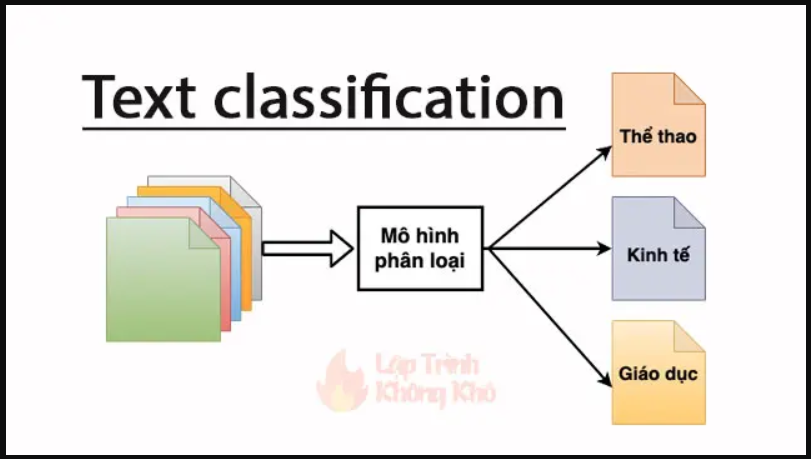 Text classification
Thể thao
Mô hình
phân loại
Kinh tế
Giáo dục
Lập Trình
Không Khó